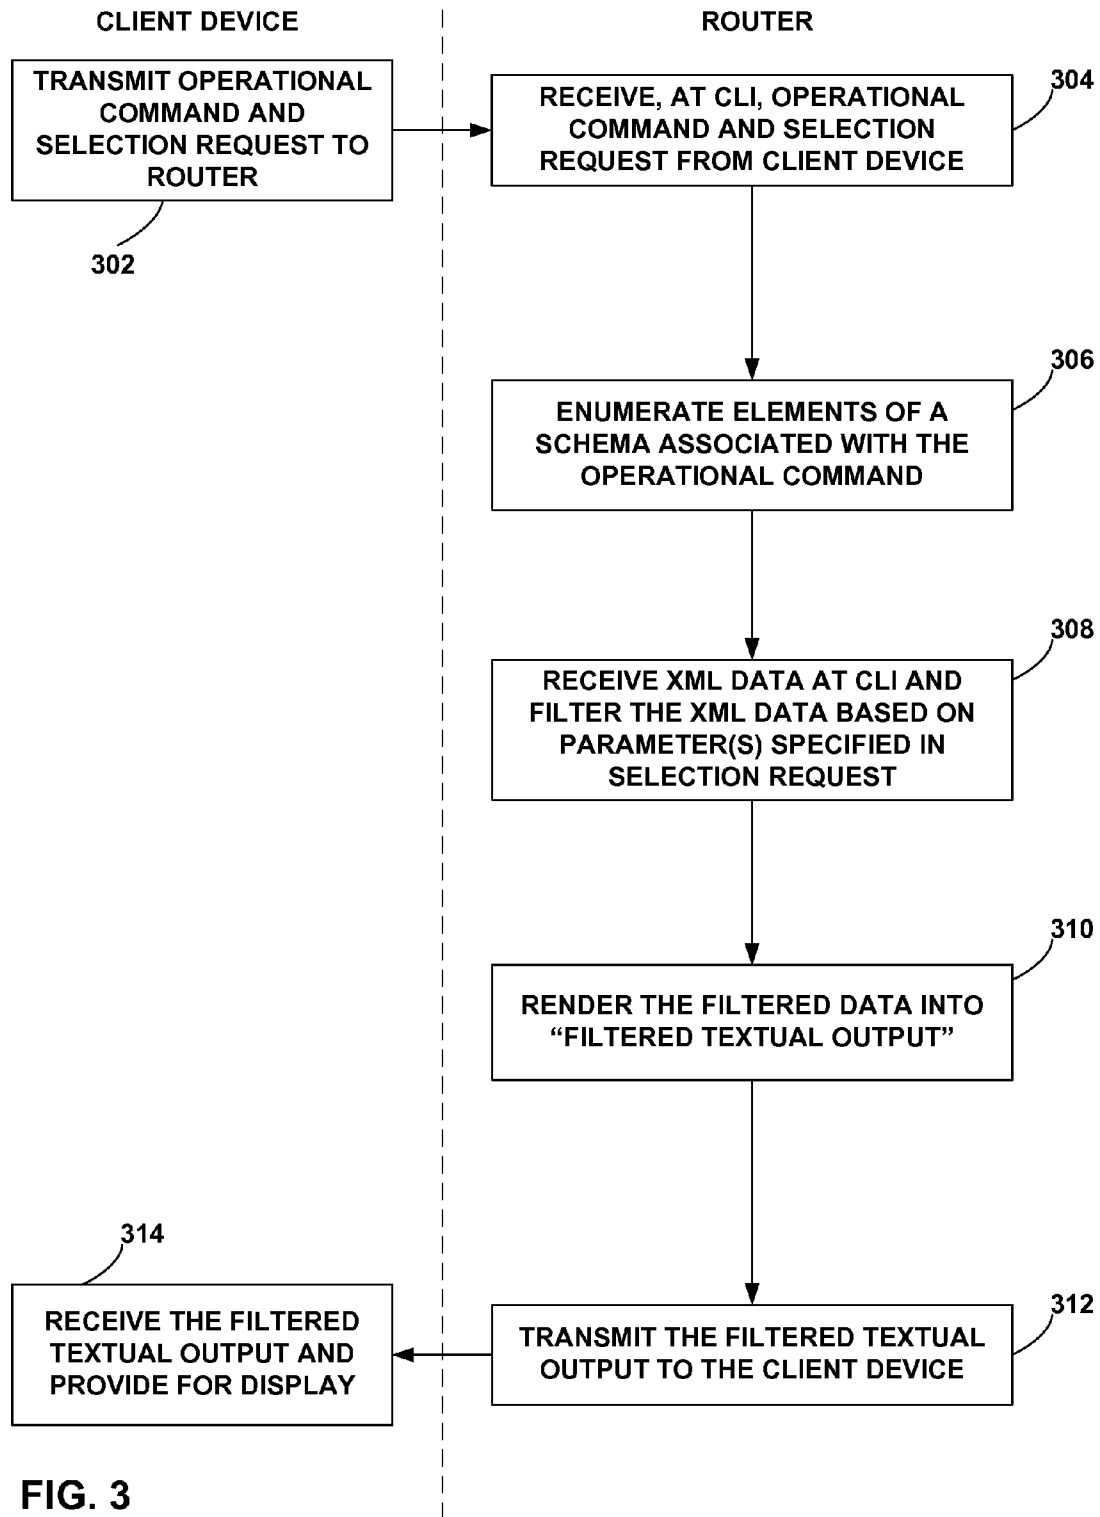 CLIENT DEVICE
ROUTER
TRANSMIT OPERATIONAL
COMMAND AND
SELECTION REQUEST TO
ROUTER
302
RECEIVE, AT CLI, OPERATIONAL
COMMAND AND SELECTION
REQUEST FROM CLIENT DEVICE
304
ENUMERATE ELEMENTS OF A
SCHEMA ASSOCIATED WITH THE
OPERATIONAL COMMAND
306
RECEIVE XML DATA AT CLI AND
FILTER THE XML DATA BASED ON
PARAMETER(S) SPECIFIED IN
SELECTION REQUEST
308
RENDER THE FILTERED DATA INTO
“FILTERED TEXTUAL OUTPUT”
310
TRANSMIT THE FILTERED TEXTUAL
OUTPUT TO THE CLIENT DEVICE
312
314
RECEIVE THE FILTERED
TEXTUAL OUTPUT AND
PROVIDE FOR DISPLAY
FIG. 3